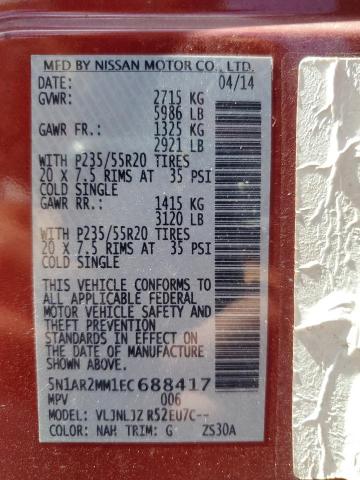 MFD BY NISSAN MOTOR CO., LTD.
DATE: 04/14
GVWR: 2715 KG
5986 LB
GAWR FR.: 1325 KG
2921 LB
WITH P235/55R20 TIRES
20 X 7.5 RIMS AT 35 PSI
COLD SINGLE
GAWR RR.: 1415 KG
3120 LB
WITH P235/55R20 TIRES
20 X 7.5 RIMS AT 35 PSI
COLD SINGLE
THIS VEHICLE CONFORMS TO
ALL APPLICABLE FEDERAL
MOTOR VEHICLE SAFETY AND
AND THEFT PREVENTION
STANDARDS IN EFFECT ON
THE DATE OF MANUFACTURE
SHOWN ABOVE.
5N1AR2MM1EC688417
MPV 006
MODEL: VLJNLJZ R52EU7C--
COLOR: NAH TRIM: G ZS30A